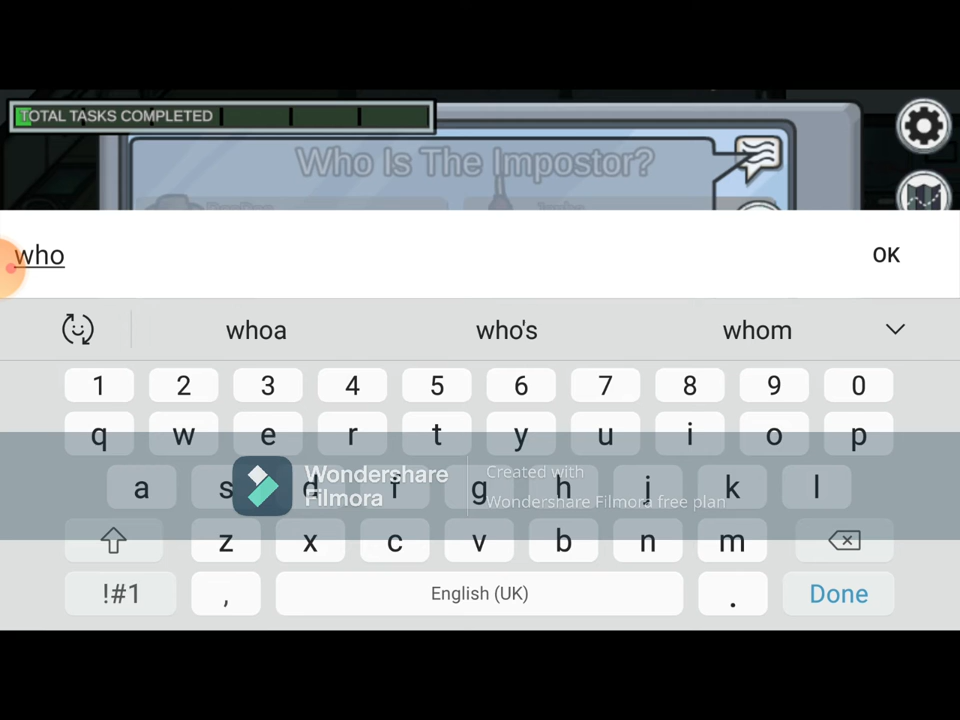 TOTAL TASKS COMPLETED
Who Is The Impostor?
who
OK
whoa who's whom
1 2 3 4 5 6 7 8 9 0
q w e r t y u i o p
a s d f g h j k l
Wondershare
Filmora
Created with
Wondershare Filmora free plan
z x c v b n m
!#1 , English (UK) . Done